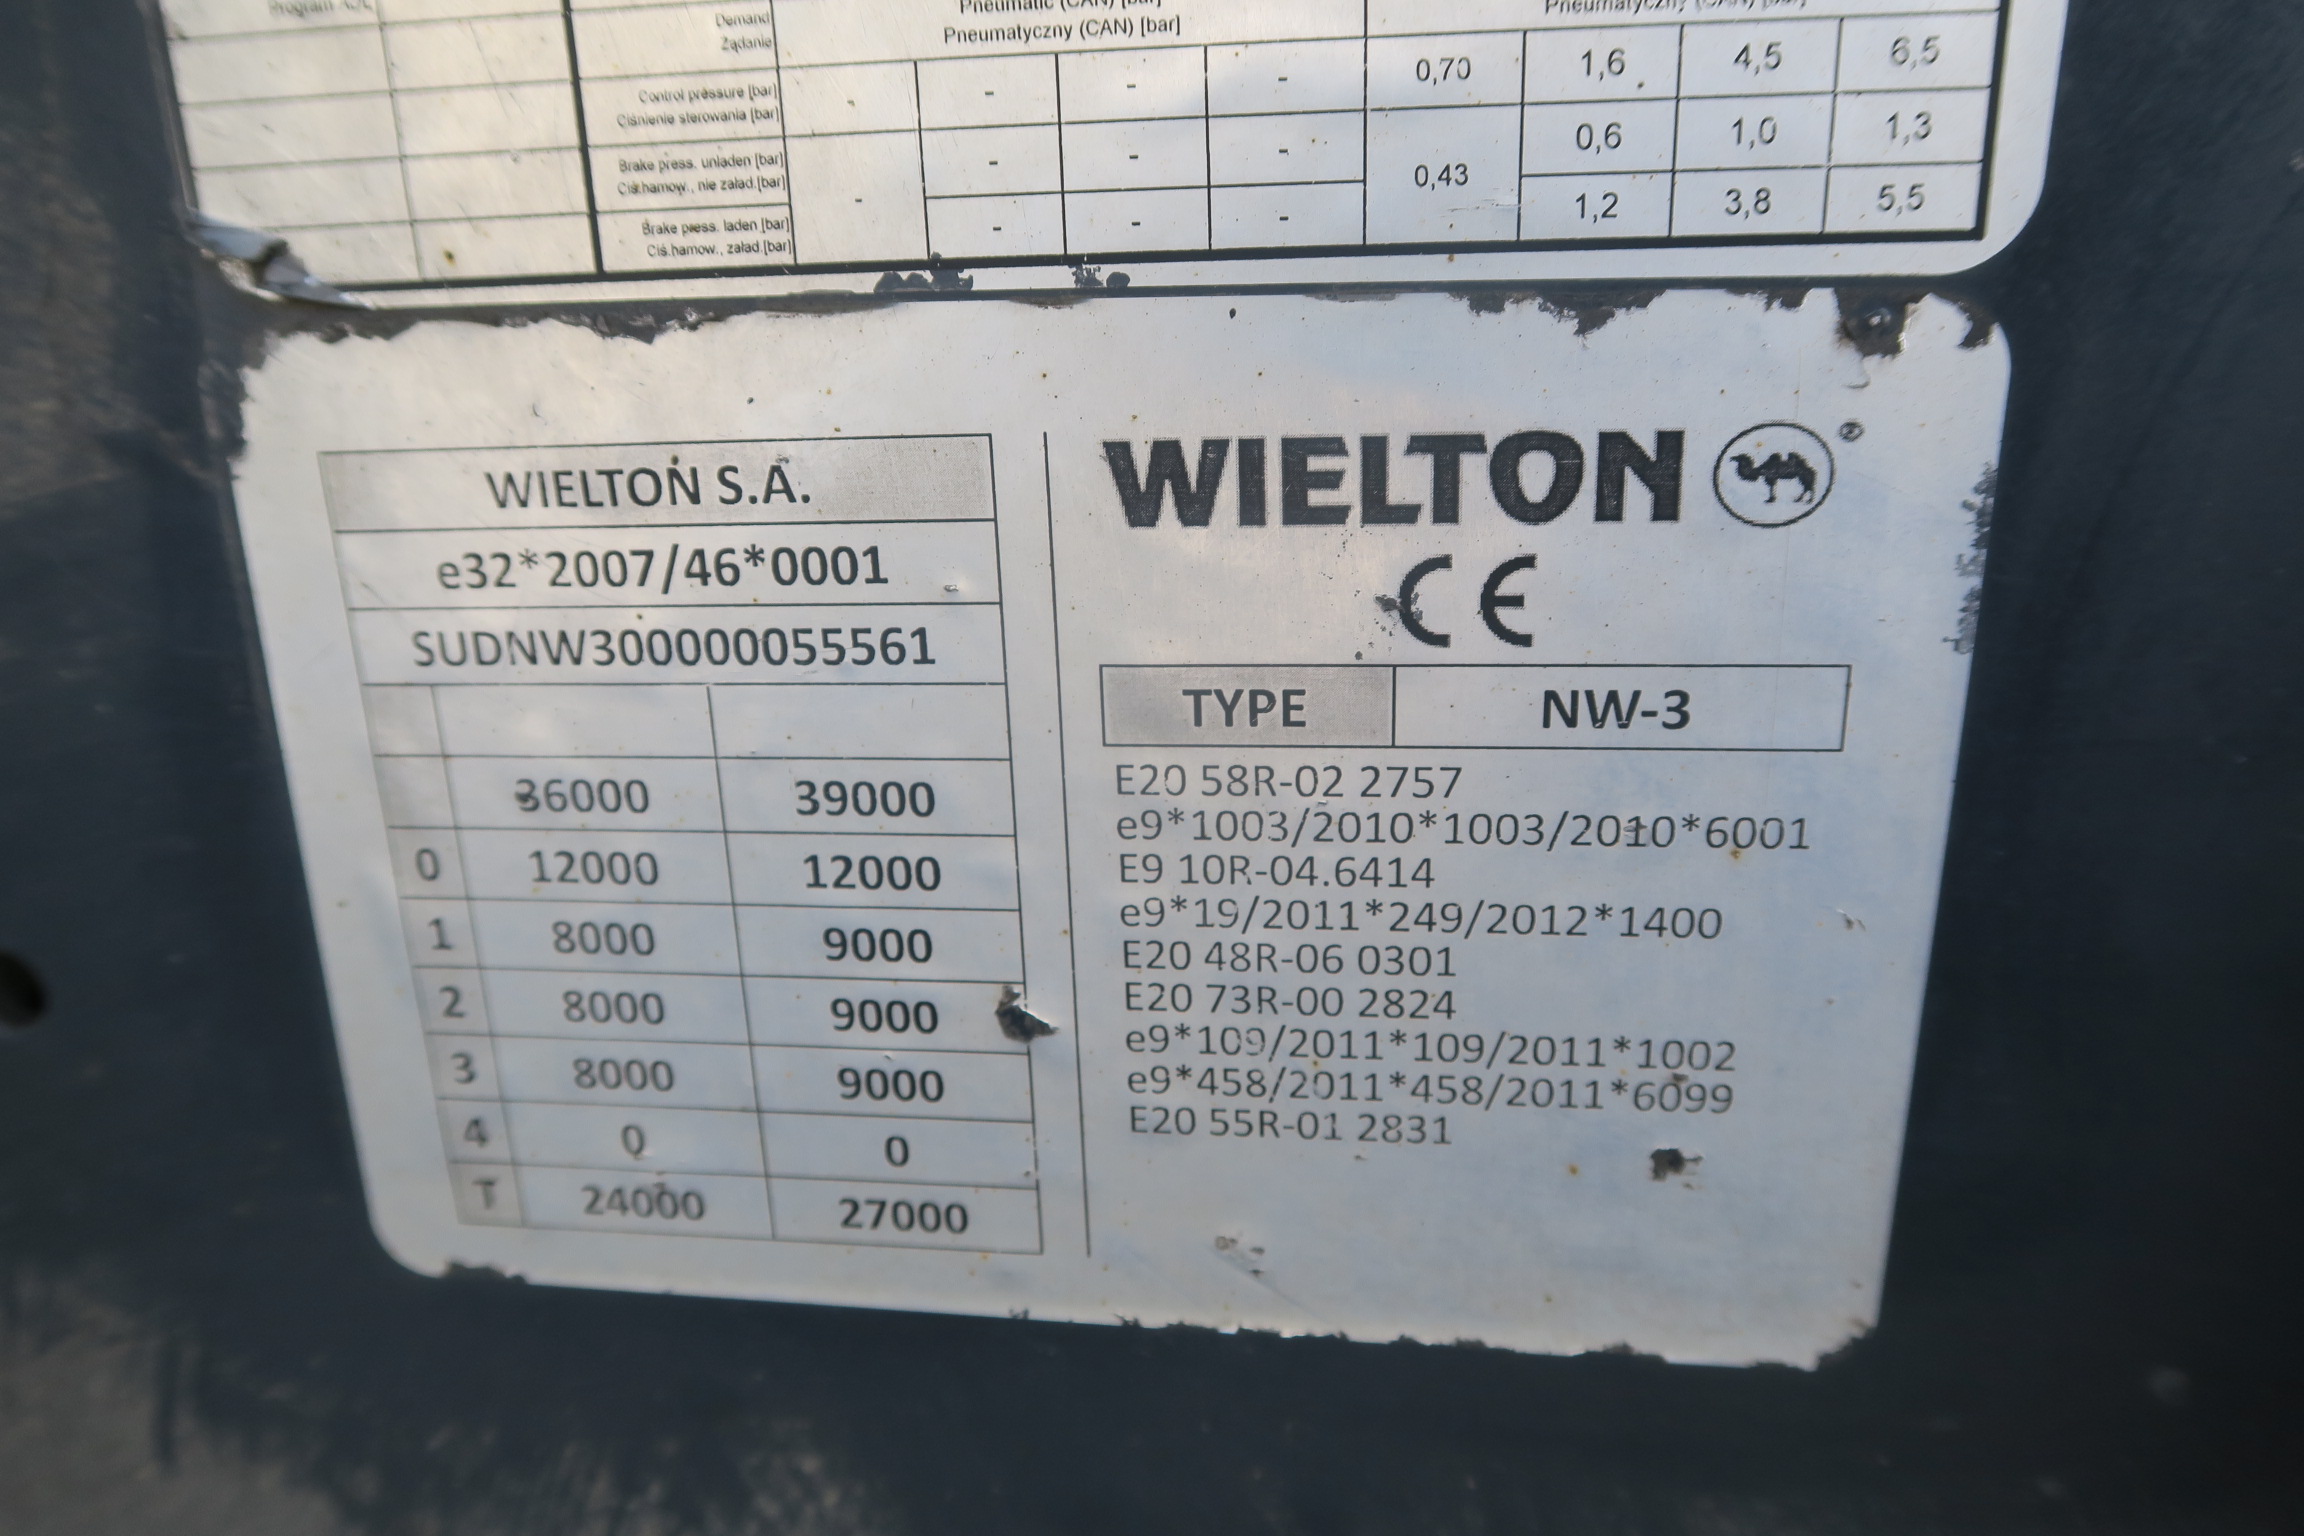 Pneumatic (CAN) [bar]
Demand
Żądanie
Pneumatyczny (CAN) [bar]
Pneumatyczny (CAN) [bar]
Control pressure [bar]
Ciśnienie sterowania [bar]
- - - - 0,70 1,6 4,5 6,5
Brake press. unladen [bar]
Ciś.hamow., nie załad.[bar]
- - - - 0,43 0,6 1,0 1,3
Brake press. laden [bar]
Ciś.hamow., załad.[bar]
- - - 1,2 3,8 5,5
WIELTON S.A.
e32*2007/46*0001
SUDNW300000055561
36000 39000
0 12000 12000
1 8000 9000
2 8000 9000
3 8000 9000
4 0 0
T 24000 27000
WIELTON ®
CE
TYPE NW-3
E20 58R-02 2757
e9*1003/2010*1003/2010*6001
E9 10R-04.6414
e9*19/2011*249/2012*1400
E20 48R-06 0301
E20 73R-00 2824
e9*109/2011*109/2011*1002
e9*458/2011*458/2011*6099
E20 55R-01 2831